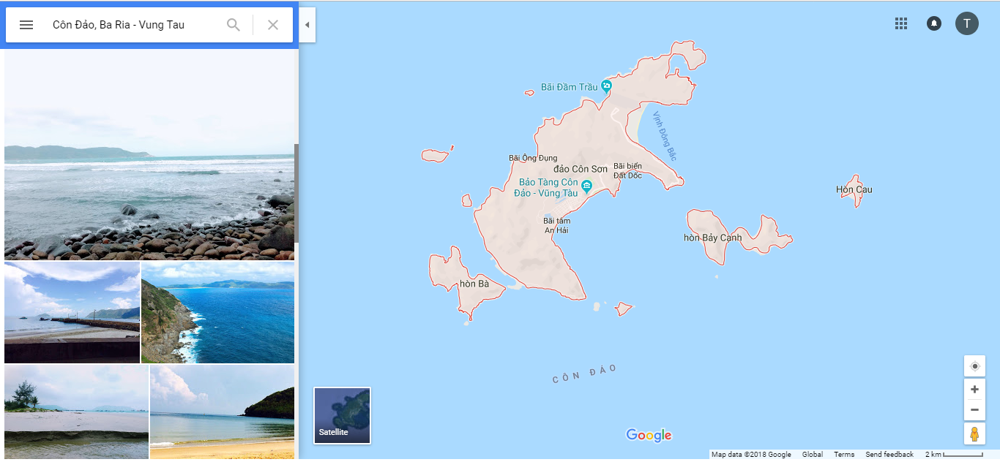 Côn Đảo, Ba Ria - Vung Tau
T
Bãi Đầm Trầu
Vịnh Đông Bắc
Bãi Ông Đụng
đảo Côn Sơn
Bãi biển
Đất Dốc
Bảo Tàng Côn
Đảo - Vũng Tàu
Hòn Cau
Bãi tắm
An Hải
hòn Bảy Cạnh
hòn Bà
CÔN ĐẢO
Satellite
Google
Map data ©2018 Google Global Terms Send feedback 2 km